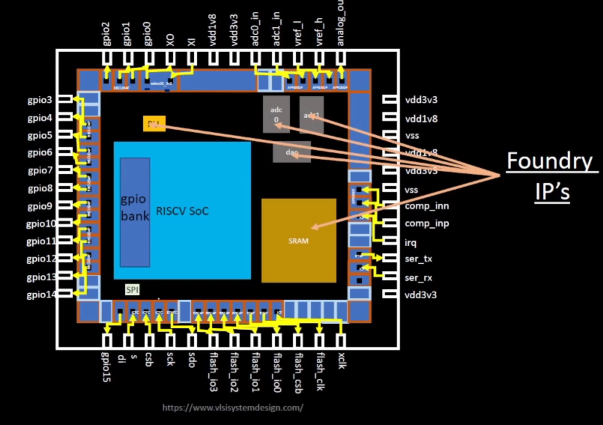 gpio2
gpio1
gpio0
XO
XI
vdd1v8
vdd3v3
adc0_in
adc1_in
vref_l
vref_h
analog_out
gpio3
gpio4
gpio5
gpio6
gpio7
gpio8
gpio9
gpio10
gpio11
gpio12
gpio13
gpio14
vdd3v3
vdd1v8
vss
vdd1v8
vdd3v3
vss
comp_inn
comp_inp
irq
ser_tx
ser_rx
vdd3v3
adc
0
adc1
dac
Foundry
IP's
gpio
bank
RISCV SoC
SRAM
SPI
gpio15
di
s
csb
sck
sdo
flash_io3
flash_io2
flash_io1
flash_io0
flash_csb
flash_clk
xclk
https://www.vlsisystemdesign.com/